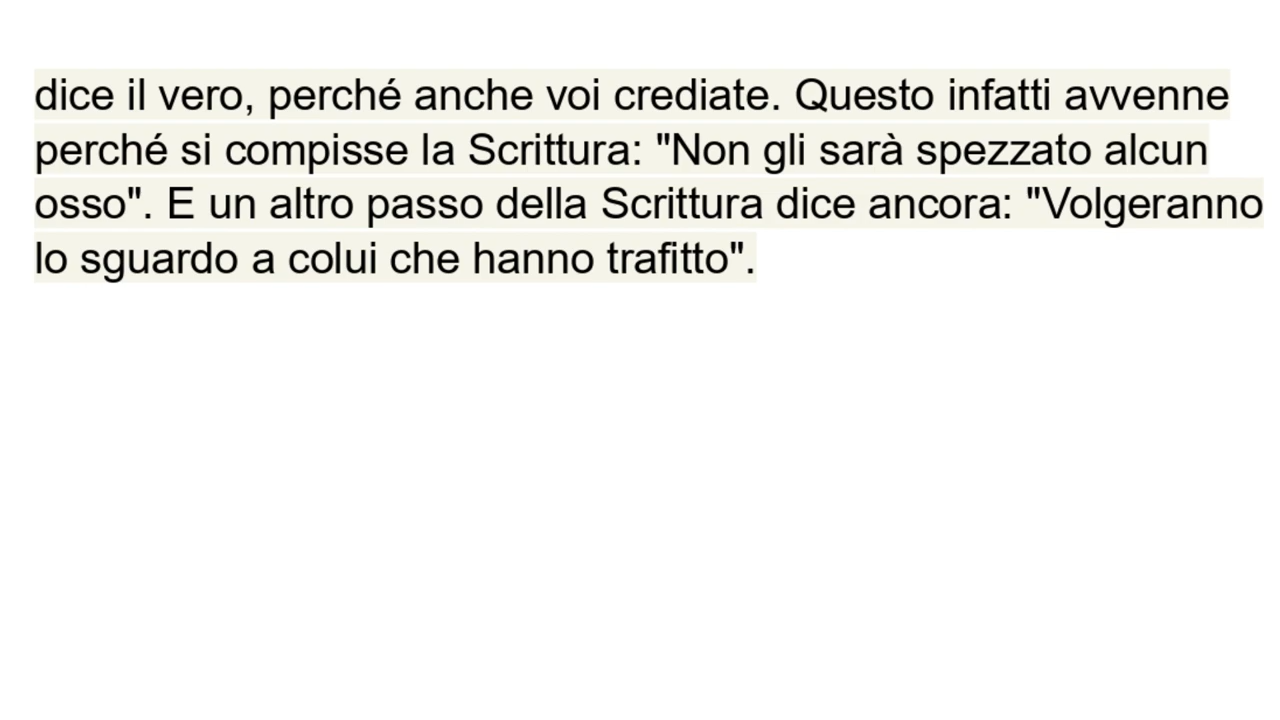 dice il vero, perché anche voi crediate. Questo infatti avvenne
perché si compisse la Scrittura: "Non gli sarà spezzato alcun
osso". E un altro passo della Scrittura dice ancora: "Volgeranno
lo sguardo a colui che hanno trafitto".